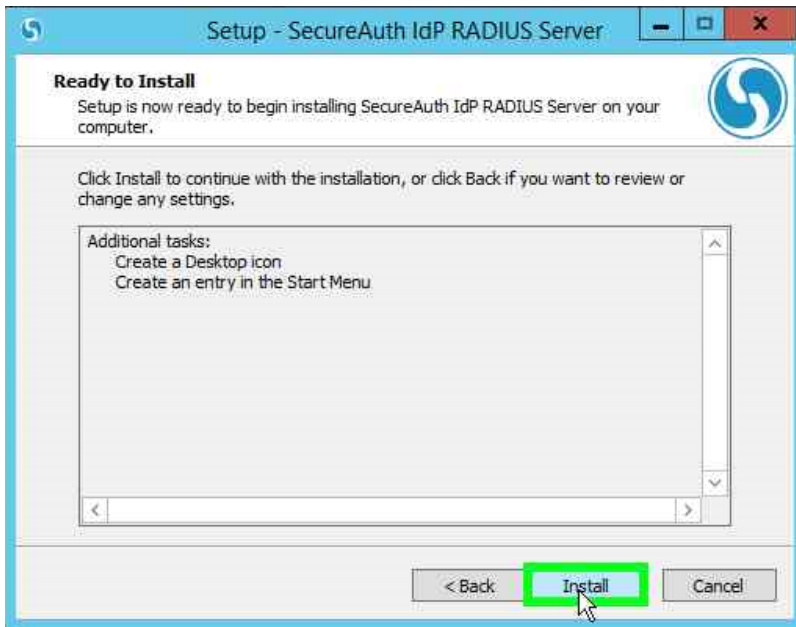 Setup - SecureAuth IdP RADIUS Server
Ready to Install
Setup is now ready to begin installing SecureAuth IdP RADIUS Server on your
computer.
Click Install to continue with the installation, or click Back if you want to review or
change any settings.
Additional tasks:
Create a Desktop icon
Create an entry in the Start Menu
< Back
Install
Cancel